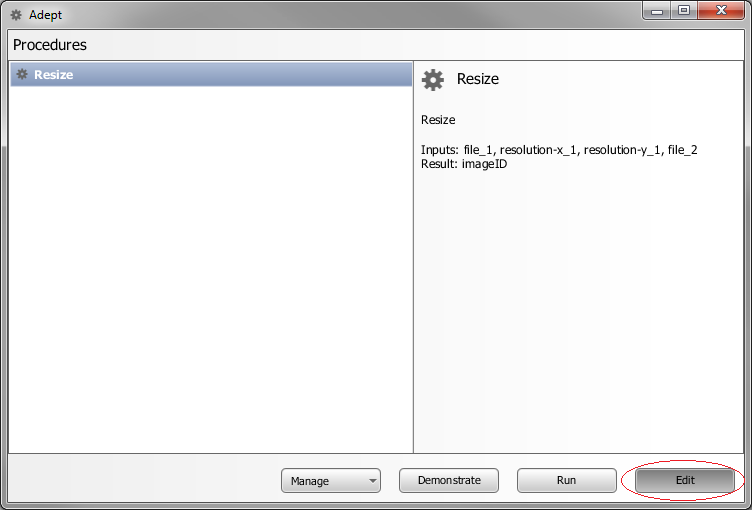 Adept
Procedures
Resize
Resize
Resize
Inputs: file_1, resolution-x_1, resolution-y_1, file_2
Result: imageID
Manage
Demonstrate
Run
Edit